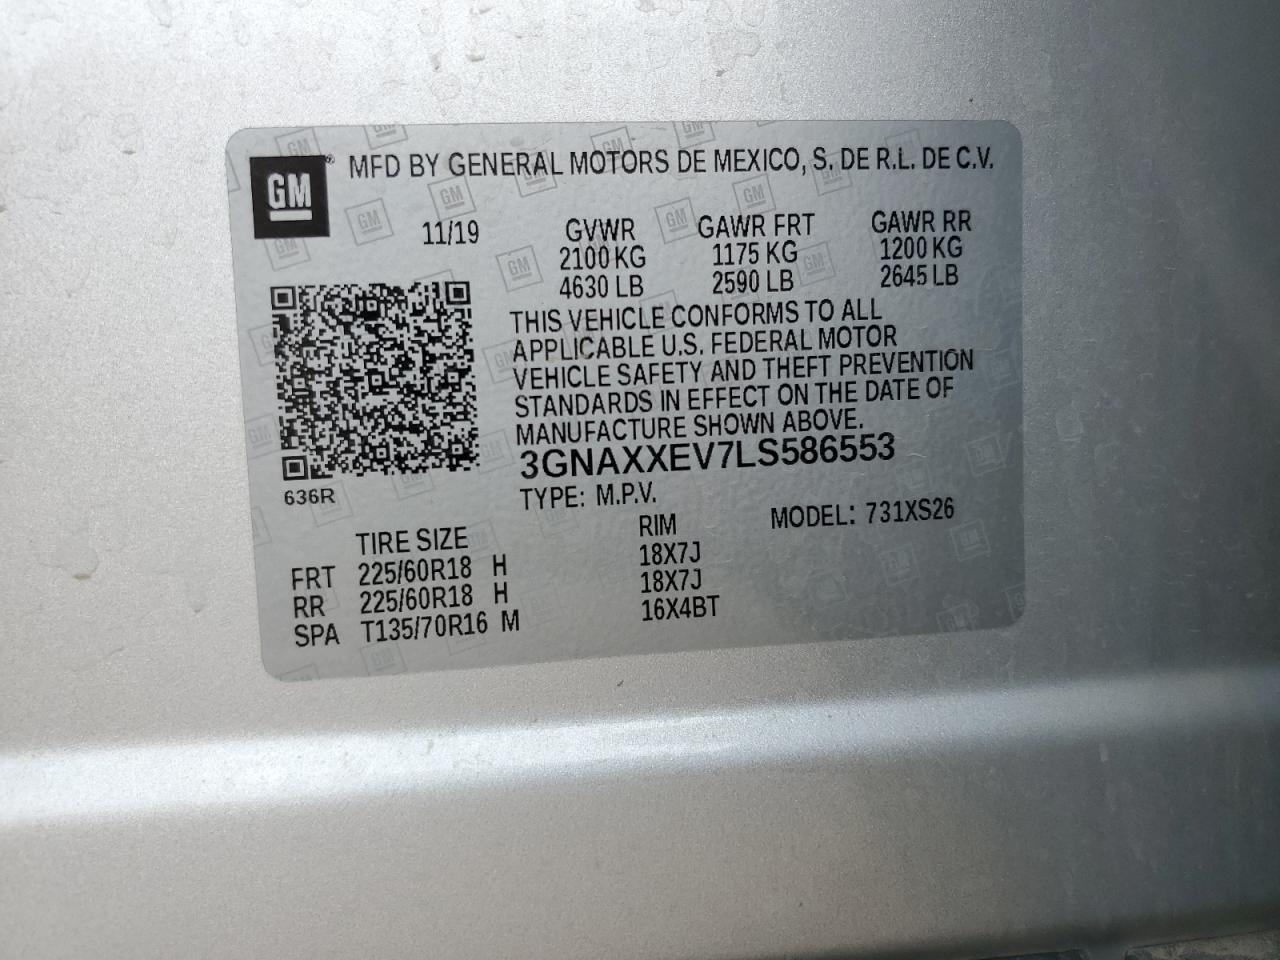 GM® MFD BY GENERAL MOTORS DE MEXICO, S. DE R.L. DE C.V.
11/19 GVWR GAWR FRT GAWR RR
2100 KG 1175 KG 1200 KG
4630 LB 2590 LB 2645 LB
THIS VEHICLE CONFORMS TO ALL
APPLICABLE U.S. FEDERAL MOTOR
VEHICLE SAFETY AND THEFT PREVENTION
STANDARDS IN EFFECT ON THE DATE OF
MANUFACTURE SHOWN ABOVE.
3GNAXXEV7LS586553
636R
TYPE: M.P.V. MODEL: 731XS26
TIRE SIZE RIM
FRT 225/60R18 H 18X7J
RR 225/60R18 H 18X7J
SPA T135/70R16 M 16X4BT